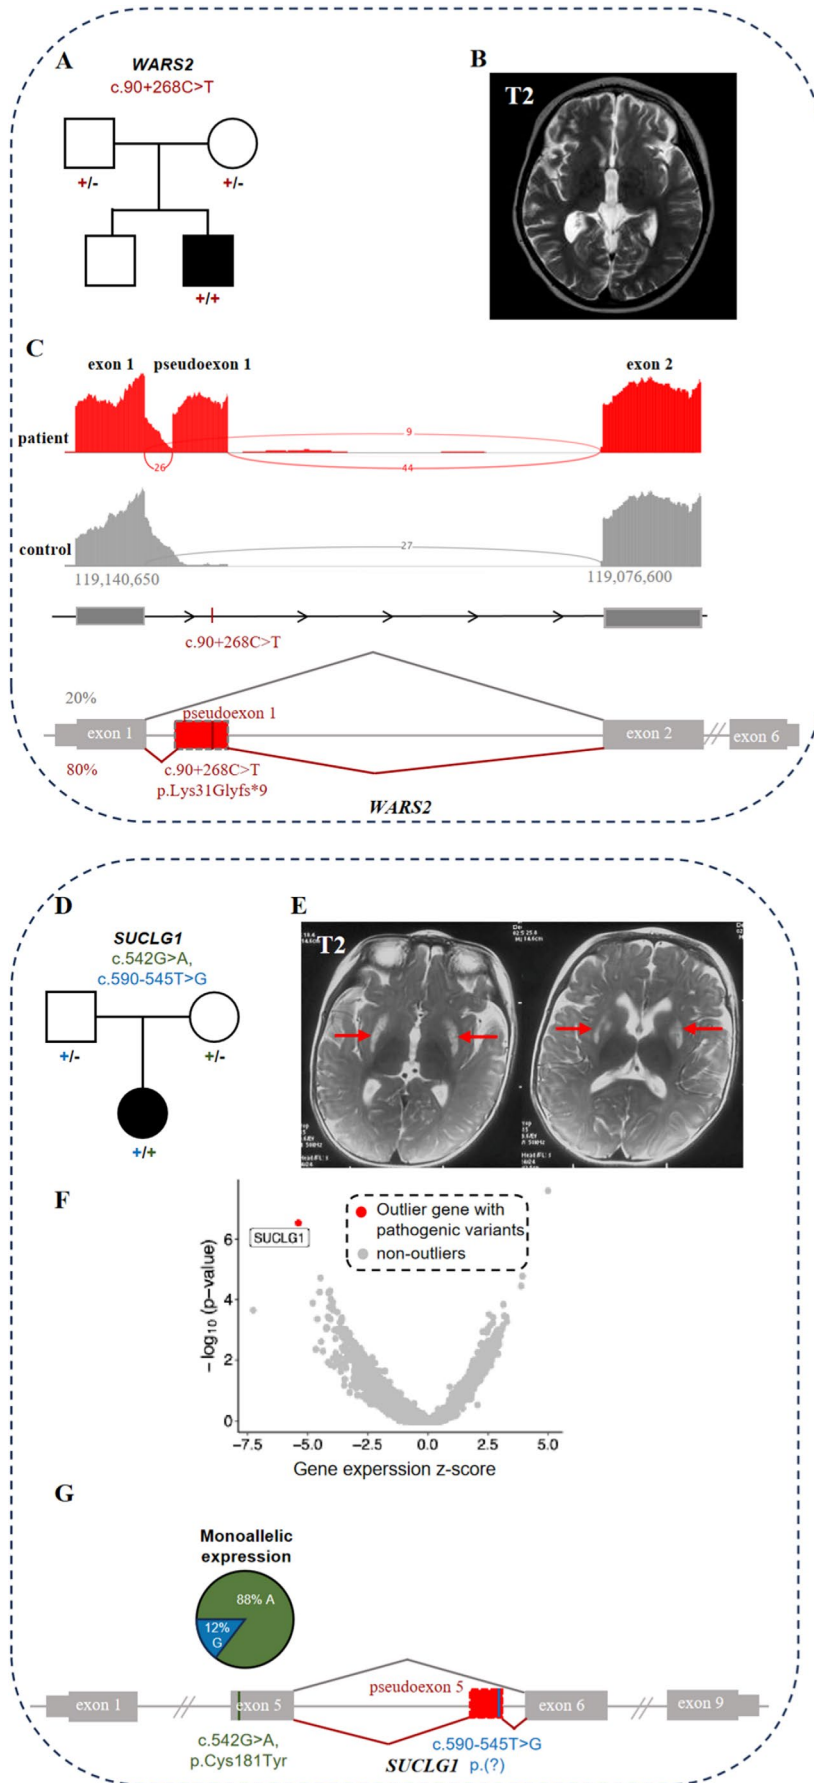 A
WARS2
c.90+268C>T
+/-
+/-
+/+
B
T2
C
exon 1
pseudoexon 1
exon 2
patient
9
26
44
control
27
119,140,650
119,076,600
c.90+268C>T
20%
pseudoexon 1
exon 1
exon 2
exon 6
80%
c.90+268C>T
p.Lys31Glyfs*9
WARS2
D
SUCLG1
c.542G>A,
c.590-545T>G
+/-
+/-
+/+
E
T2
F
Outlier gene with
pathogenic variants
non-outliers
SUCLG1
−log10 (p−value)
6
4
2
0
−7.5
−5.0
−2.5
0.0
2.5
5.0
Gene experssion z-score
G
Monoallelic
expression
88% A
12%
G
pseudoexon 5
exon 1
exon 5
exon 6
exon 9
c.542G>A,
p.Cys181Tyr
c.590-545T>G
SUCLG1 p.(?)